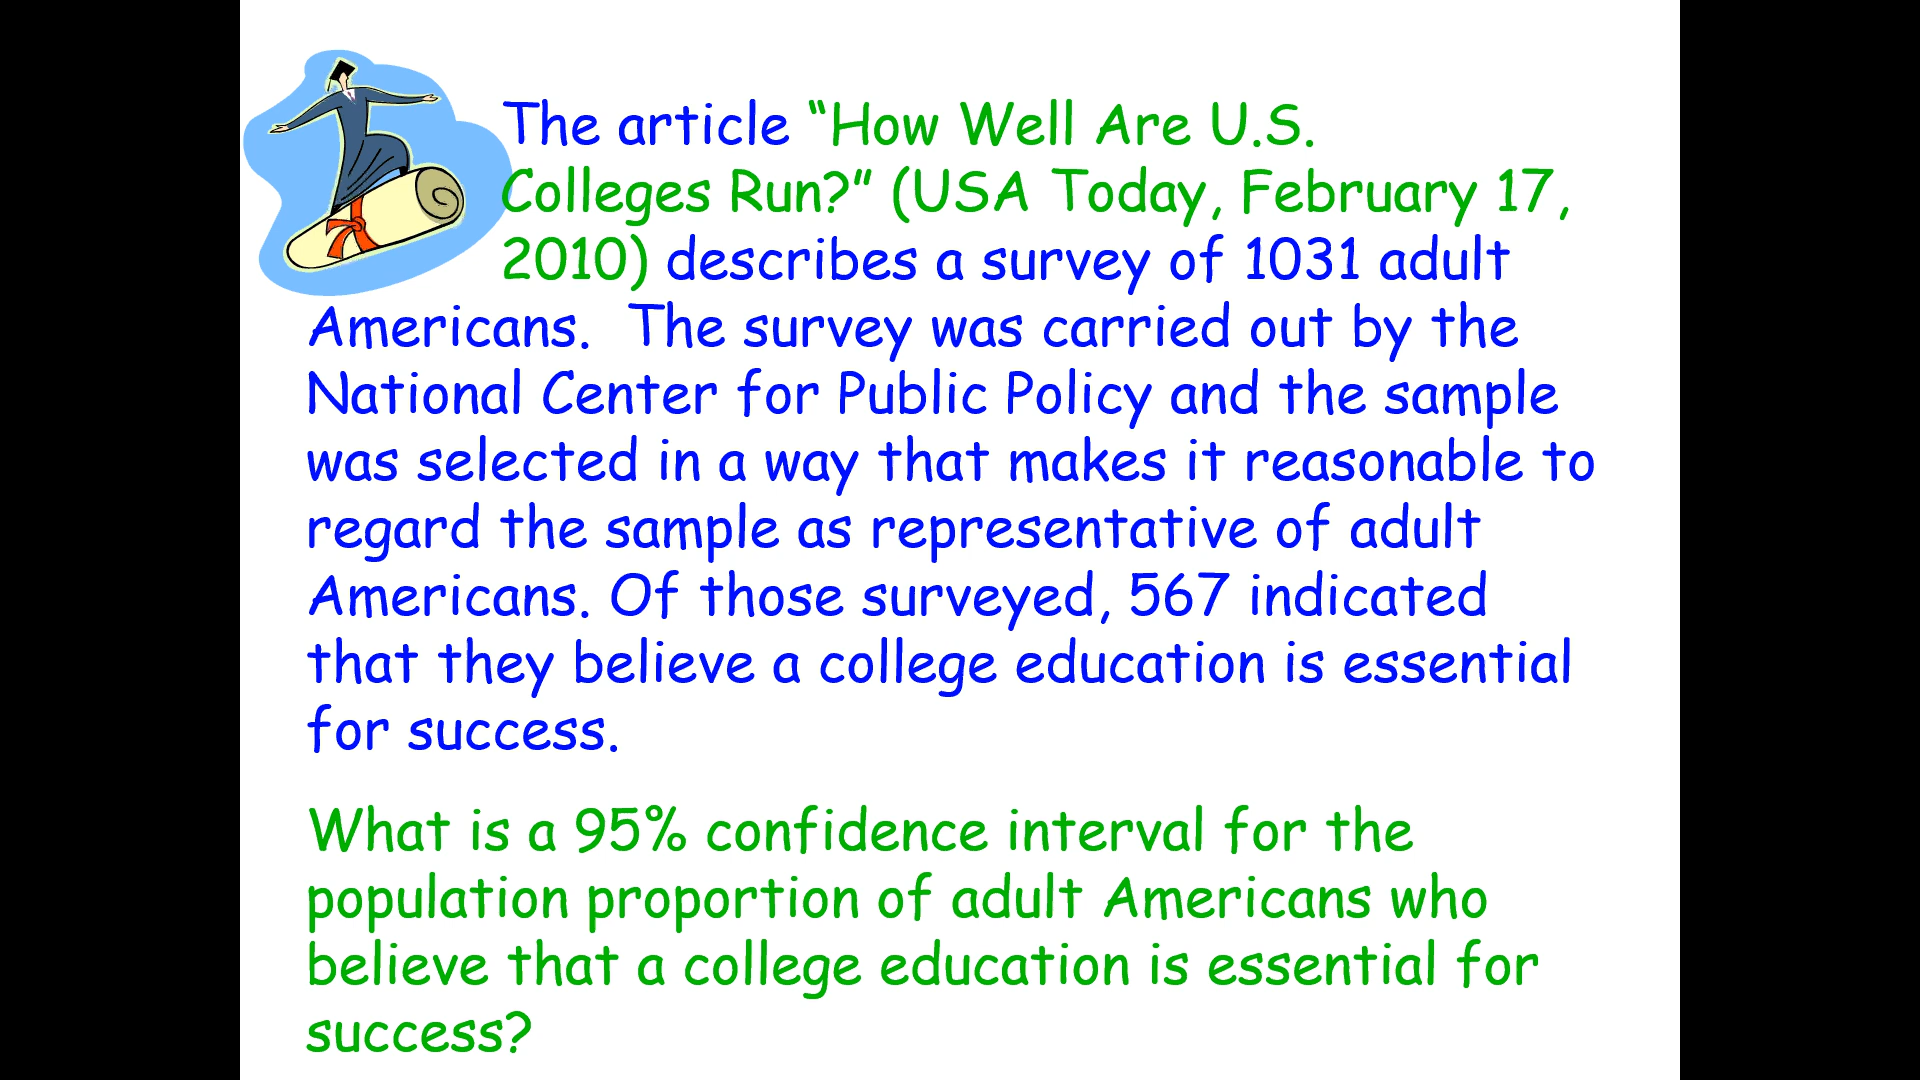 The article “How Well Are U.S.
Colleges Run?” (USA Today, February 17,
2010) describes a survey of 1031 adult
Americans.  The survey was carried out by the
National Center for Public Policy and the sample
was selected in a way that makes it reasonable to
regard the sample as representative of adult
Americans. Of those surveyed, 567 indicated
that they believe a college education is essential
for success.
What is a 95% confidence interval for the
population proportion of adult Americans who
believe that a college education is essential for
success?